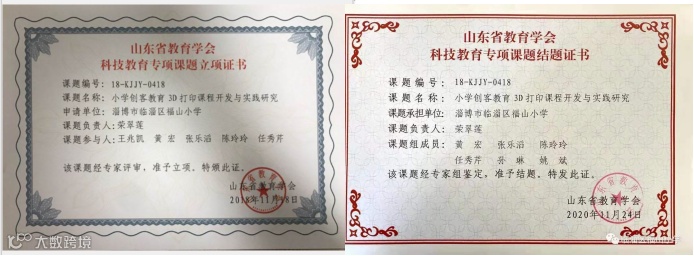 山东省教育学会
科技教育专项课题立项证书
课题编号：18-KJJY-0418
课题名称：小学创客教育3D打印课程开发与实践研究
申请单位：淄博市临淄区福山小学
课题负责人：荣翠莲
课题参与人：王兆凯 黄宏 张乐滔 陈玲玲 任秀芹
该课题经专家评审，准予立项。特颁此证。
山东省教育学会
2018年11月18日
大数跨境
山东省教育学会
科技教育专项课题结题证书
课题编号：18-KJJY-0418
课题名称：小学创客教育3D打印课程开发与实践研究
课题承担单位：淄博市临淄区福山小学
课题负责人：荣翠莲
课题组成员：黄宏 张乐滔 陈玲玲
任秀芹 孙琳 姚斌
该课题经专家组鉴定，准予结题。特发此证。
山东省教育学会
2020年11月24日